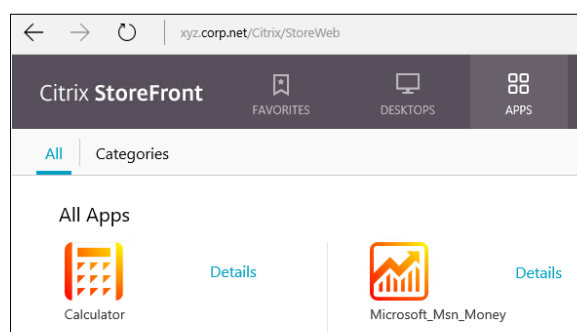 xyz.corp.net/Citrix/StoreWeb
Citrix StoreFront
FAVORITES
DESKTOPS
APPS
All
Categories
All Apps
Details
Details
Calculator
Microsoft_Msn_Money